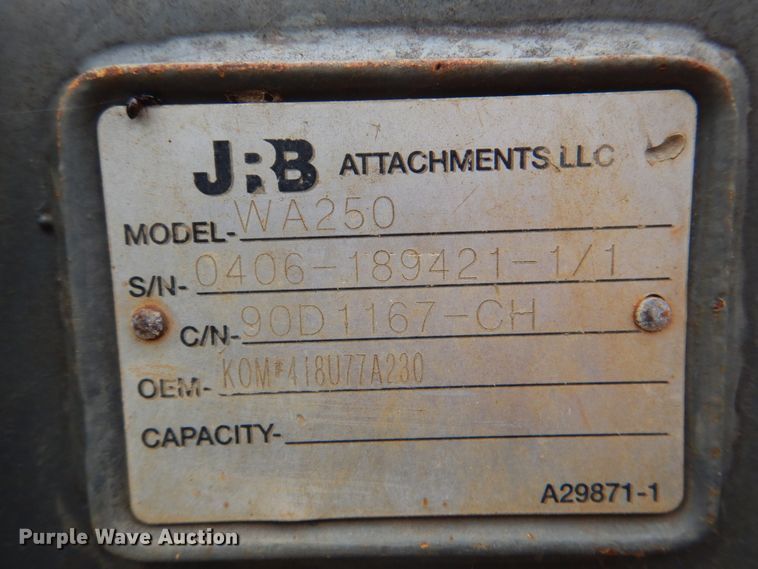 JRB ATTACHMENTS LLC
MODEL- WA250
S/N- 0406-189421-1/1
C/N- 90D1167-CH
OEM- KOM#418U77A230
CAPACITY-
A29871-1
Purple Wave Auction